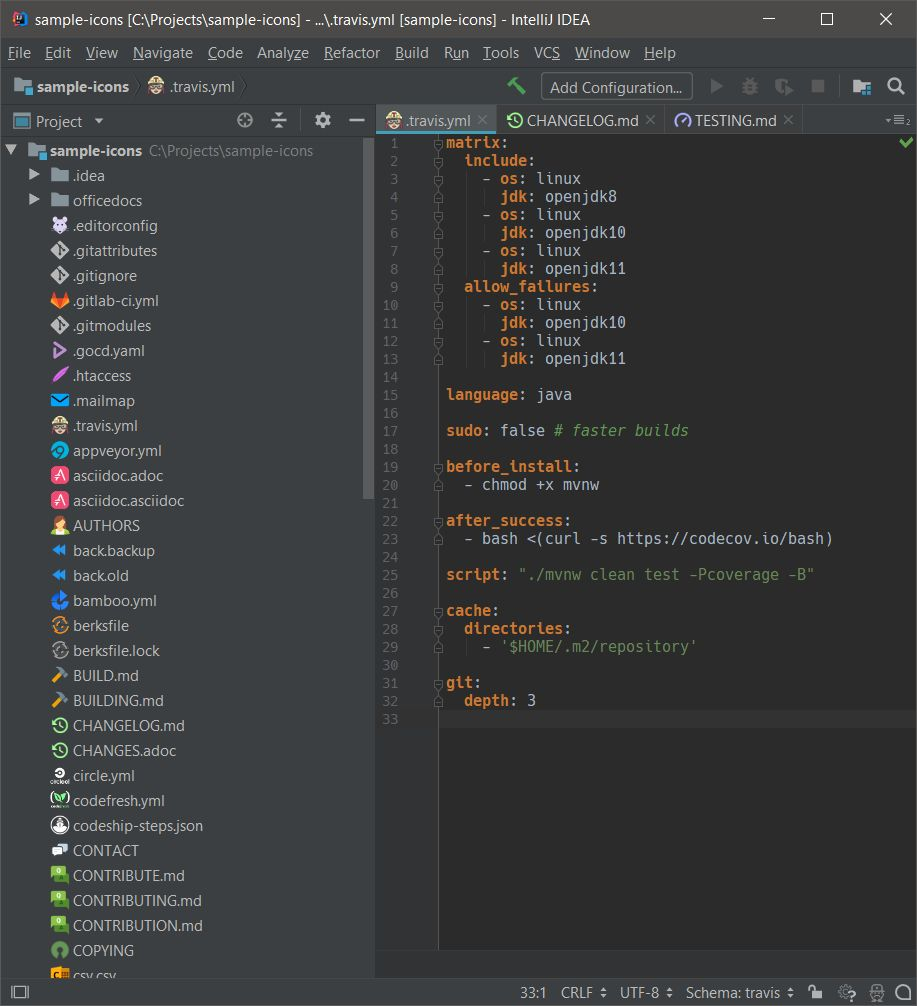 sample-icons [C:\Projects\sample-icons] - ...\.travis.yml [sample-icons] - IntelliJ IDEA
File Edit View Navigate Code Analyze Refactor Build Run Tools VCS Window Help
sample-icons .travis.yml Add Configuration...
Project
.travis.yml CHANGELOG.md TESTING.md
sample-icons C:\Projects\sample-icons
.idea
officedocs
.editorconfig
.gitattributes
.gitignore
.gitlab-ci.yml
.gitmodules
.gocd.yaml
.htaccess
.mailmap
.travis.yml
appveyor.yml
asciidoc.adoc
asciidoc.asciidoc
AUTHORS
back.backup
back.old
bamboo.yml
berksfile
berksfile.lock
BUILD.md
BUILDING.md
CHANGELOG.md
CHANGES.adoc
circle.yml
codefresh.yml
codeship-steps.json
CONTACT
CONTRIBUTE.md
CONTRIBUTING.md
CONTRIBUTION.md
COPYING
csv.csv
1 matrix:
2 include:
3 - os: linux
4 jdk: openjdk8
5 - os: linux
6 jdk: openjdk10
7 - os: linux
8 jdk: openjdk11
9 allow_failures:
10 - os: linux
11 jdk: openjdk10
12 - os: linux
13 jdk: openjdk11
14
15 language: java
16
17 sudo: false # faster builds
18
19 before_install:
20 - chmod +x mvnw
21
22 after_success:
23 - bash <(curl -s https://codecov.io/bash)
24
25 script: "./mvnw clean test -Pcoverage -B"
26
27 cache:
28 directories:
29 - '$HOME/.m2/repository'
30
31 git:
32 depth: 3
33
33:1 CRLF UTF-8 Schema: travis